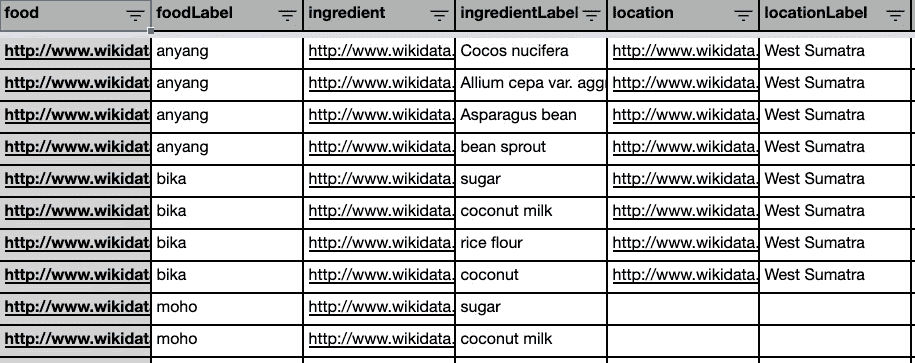 food foodLabel ingredient ingredientLabel location locationLabel
http://www.wikidat anyang http://www.wikidata. Cocos nucifera http://www.wikidata. West Sumatra
http://www.wikidat anyang http://www.wikidata. Allium cepa var. aggr http://www.wikidata. West Sumatra
http://www.wikidat anyang http://www.wikidata. Asparagus bean http://www.wikidata. West Sumatra
http://www.wikidat anyang http://www.wikidata. bean sprout http://www.wikidata. West Sumatra
http://www.wikidat bika http://www.wikidata. sugar http://www.wikidata. West Sumatra
http://www.wikidat bika http://www.wikidata. coconut milk http://www.wikidata. West Sumatra
http://www.wikidat bika http://www.wikidata. rice flour http://www.wikidata. West Sumatra
http://www.wikidat bika http://www.wikidata. coconut http://www.wikidata. West Sumatra
http://www.wikidat moho http://www.wikidata. sugar
http://www.wikidat moho http://www.wikidata. coconut milk